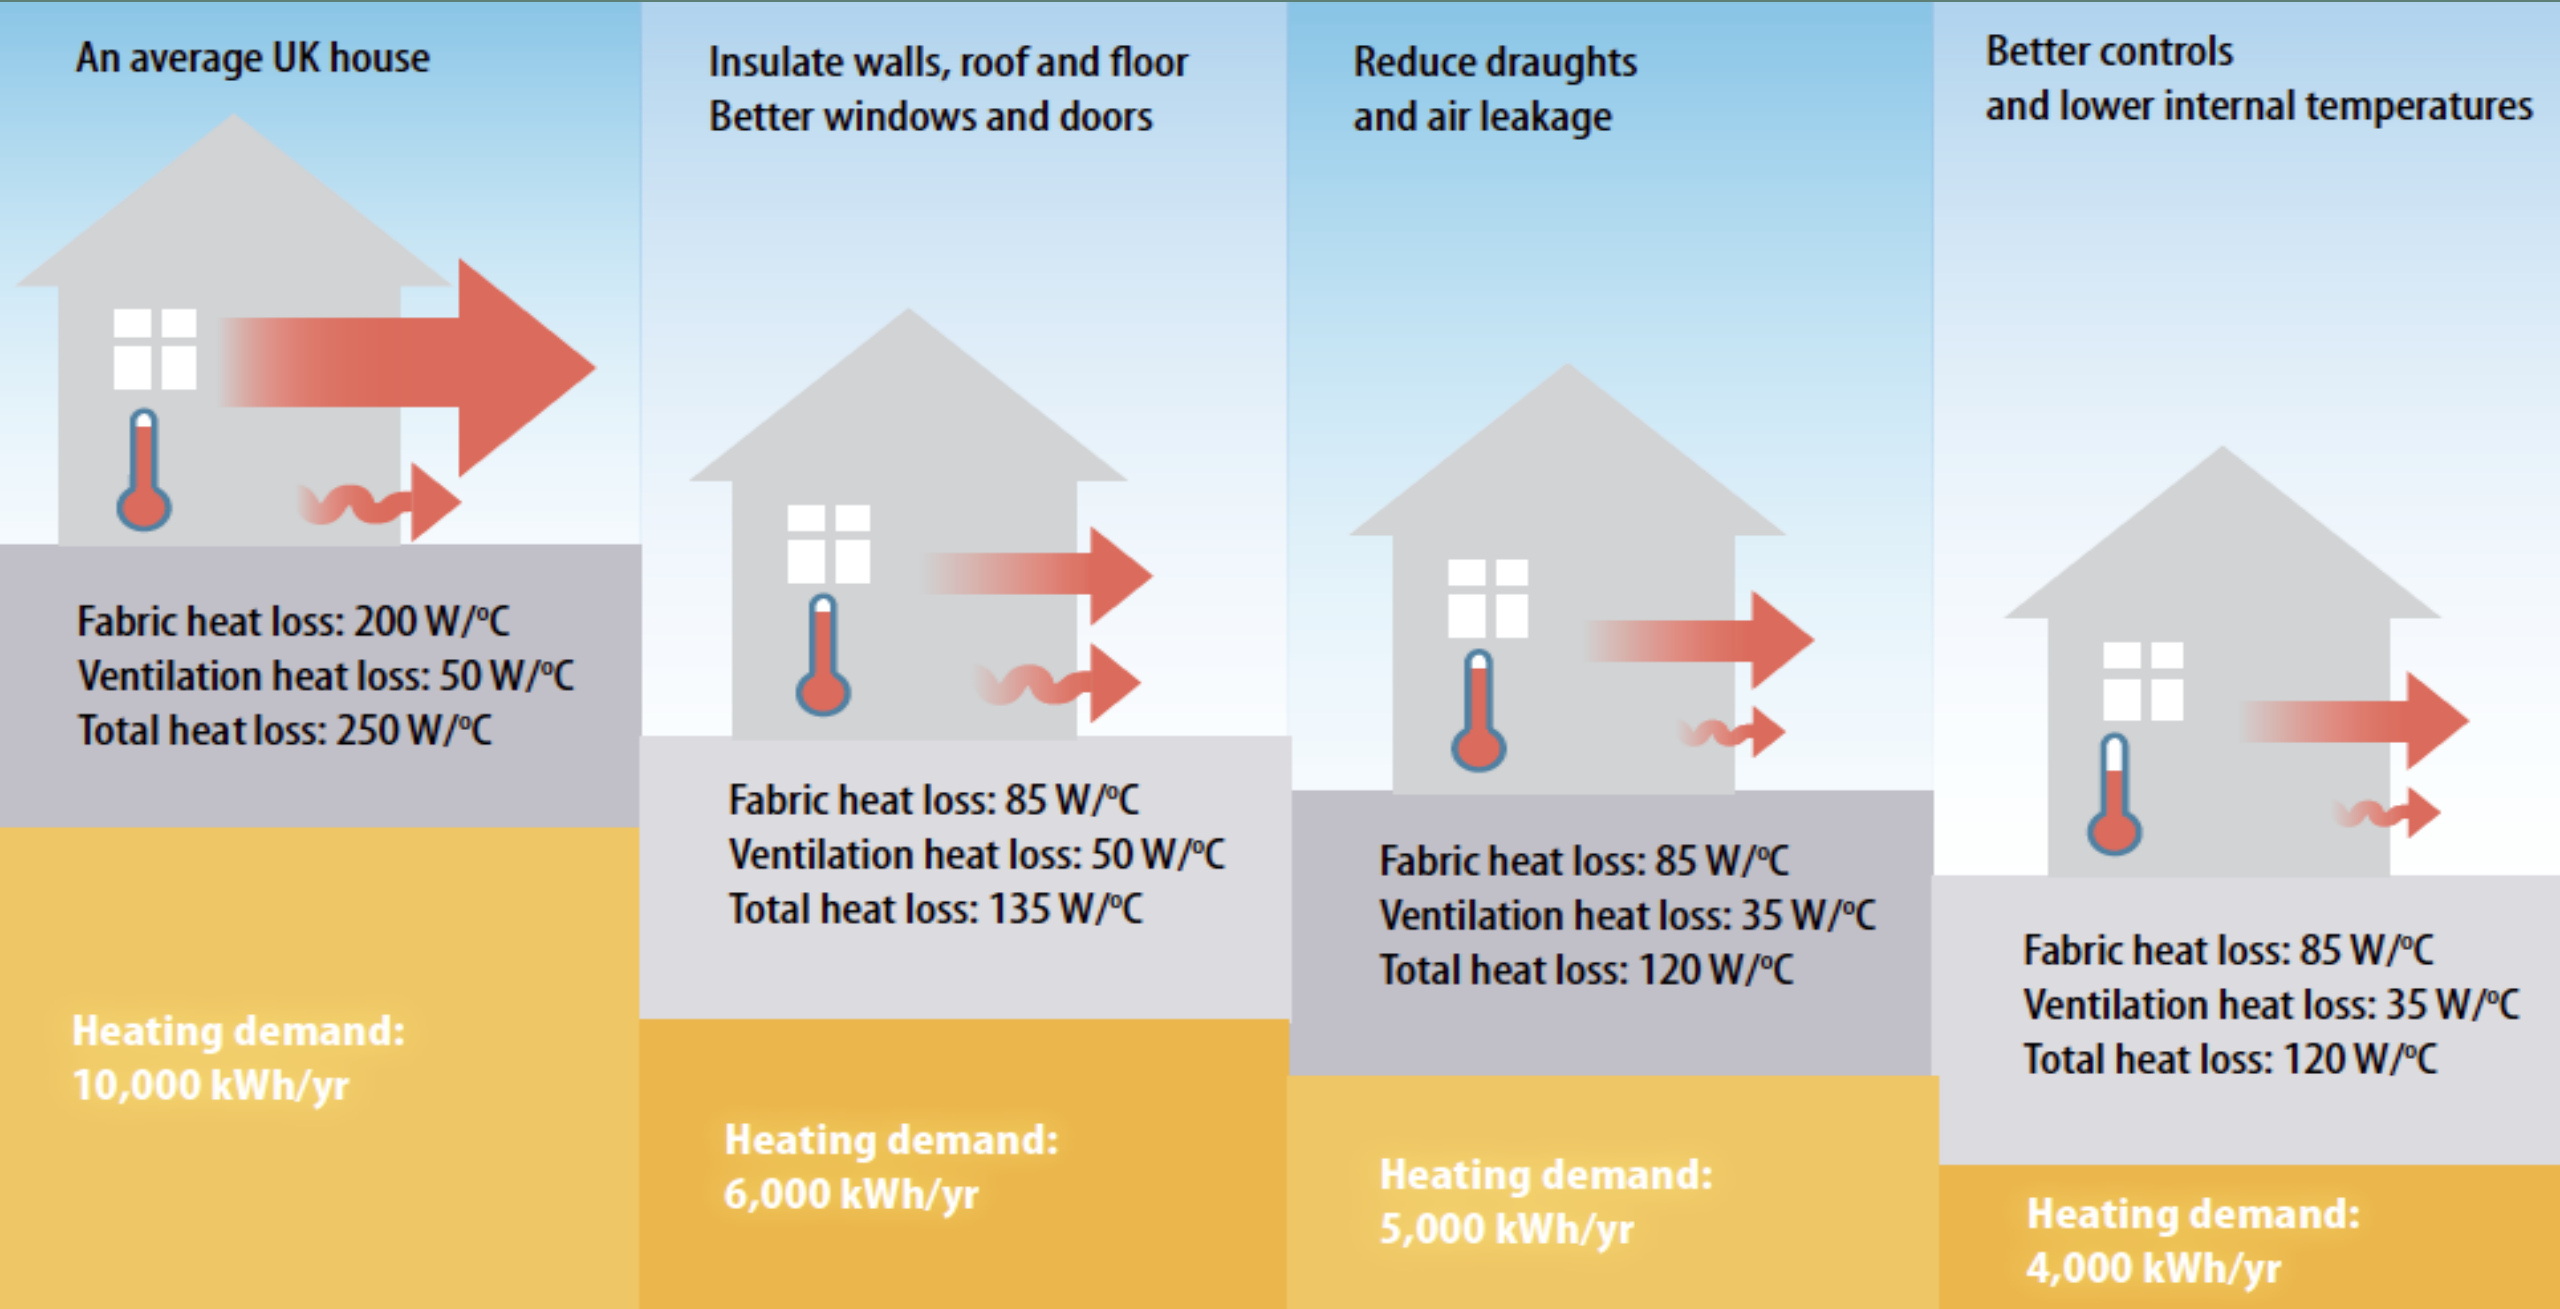 An average UK house
Fabric heat loss: 200 W/ºC
Ventilation heat loss: 50 W/ºC
Total heat loss: 250 W/ºC
Heating demand:
10,000 kWh/yr
Insulate walls, roof and floor
Better windows and doors
Fabric heat loss: 85 W/ºC
Ventilation heat loss: 50 W/ºC
Total heat loss: 135 W/ºC
Heating demand:
6,000 kWh/yr
Reduce draughts
and air leakage
Fabric heat loss: 85 W/ºC
Ventilation heat loss: 35 W/ºC
Total heat loss: 120 W/ºC
Heating demand:
5,000 kWh/yr
Better controls
and lower internal temperatures
Fabric heat loss: 85 W/ºC
Ventilation heat loss: 35 W/ºC
Total heat loss: 120 W/ºC
Heating demand:
4,000 kWh/yr